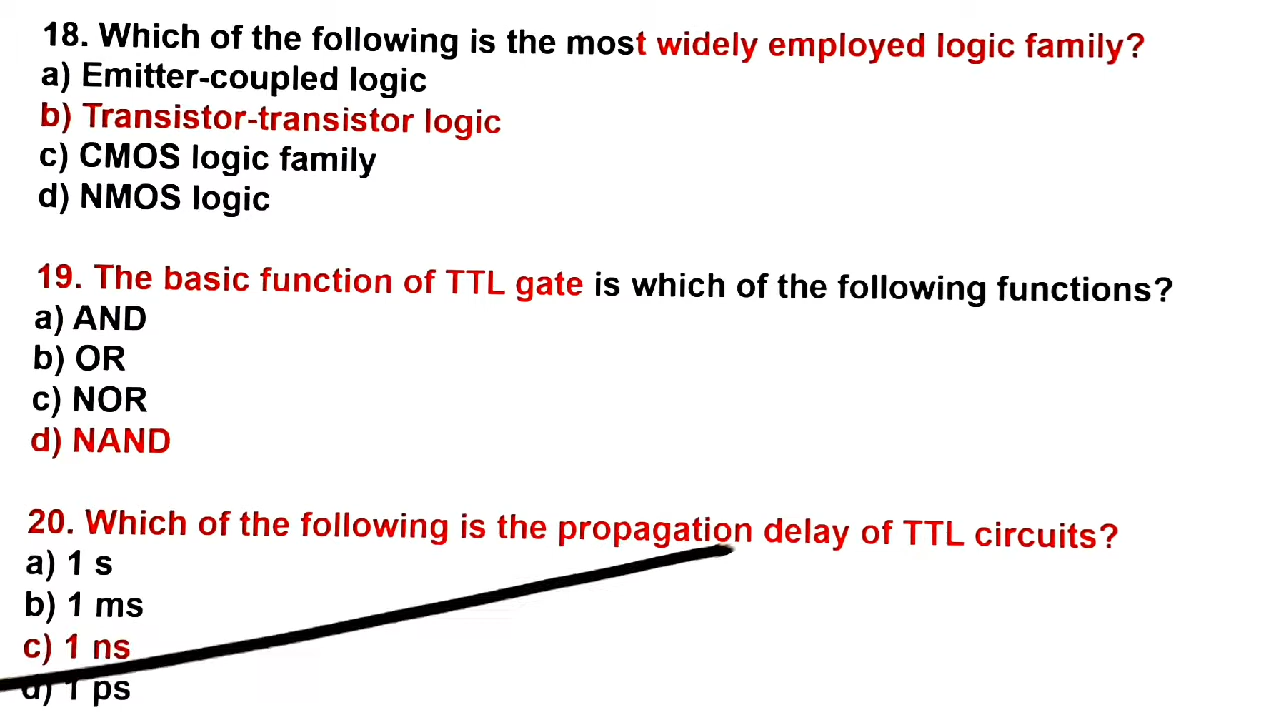 18. Which of the following is the most widely employed logic family?
a) Emitter-coupled logic
b) Transistor-transistor logic
c) CMOS logic family
d) NMOS logic
19. The basic function of TTL gate is which of the following functions?
a) AND
b) OR
c) NOR
d) NAND
20. Which of the following is the propagation delay of TTL circuits?
a) 1 s
b) 1 ms
c) 1 ns
d) 1 ps